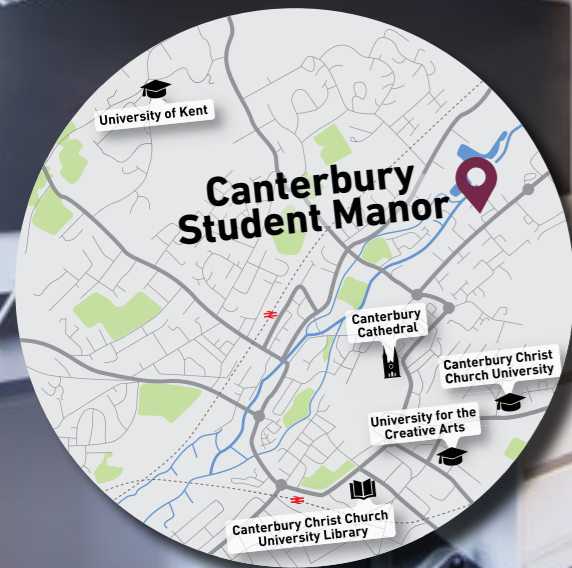 University of Kent
Canterbury
Student Manor
Canterbury
Cathedral
Canterbury Christ
Church University
University for the
Creative Arts
Canterbury Christ Church
University Library